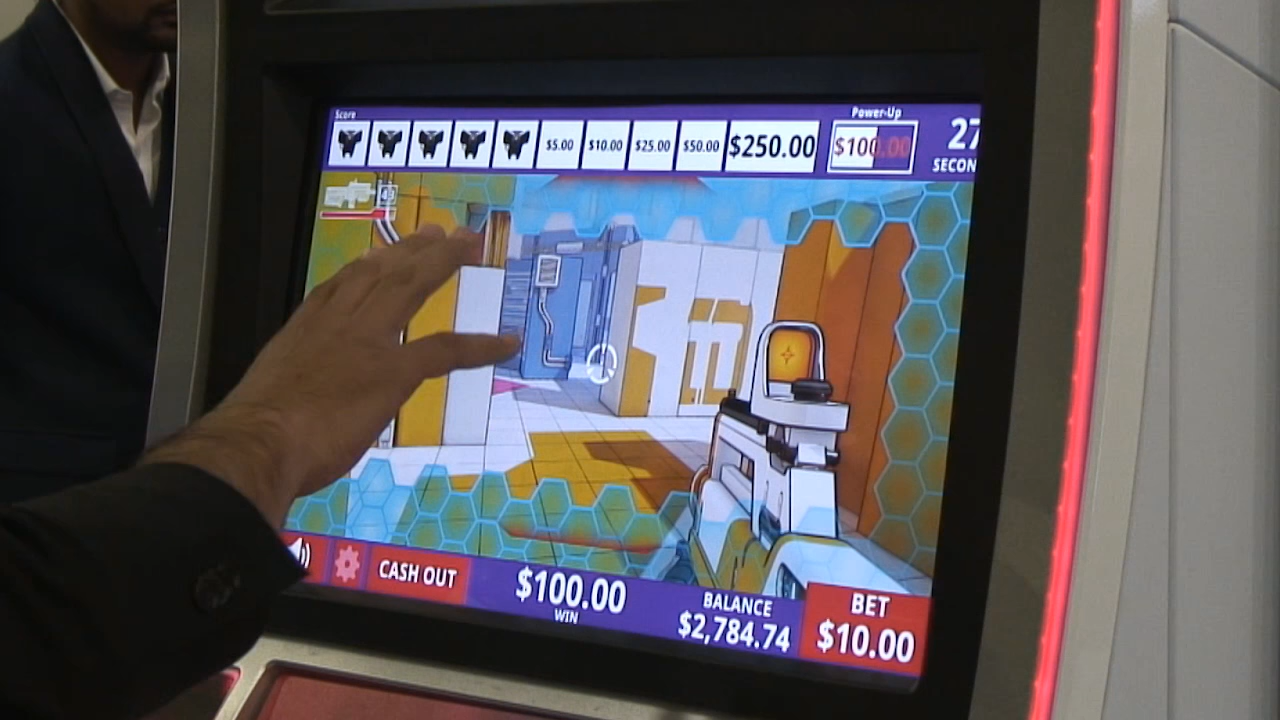 Score
Power-Up
$5.00
$10.00
$25.00
$50.00
$250.00
$100.00
27
SECON
45
CASH OUT
$100.00
WIN
BALANCE
$2,784.74
BET
$10.00